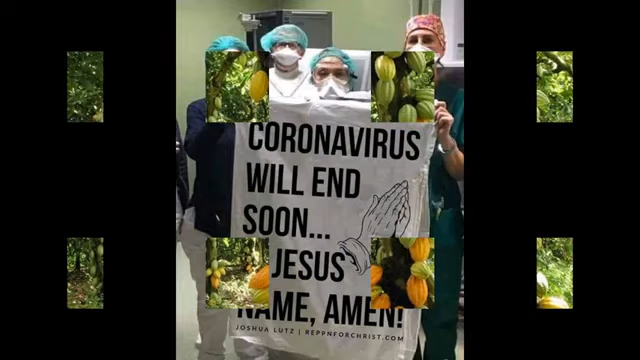 CORONAVIRUS
WILL END
SOON...
JESUS
NAME, AMEN!
JOSHUA LUTZ | REPPNFORCHRIST.COM